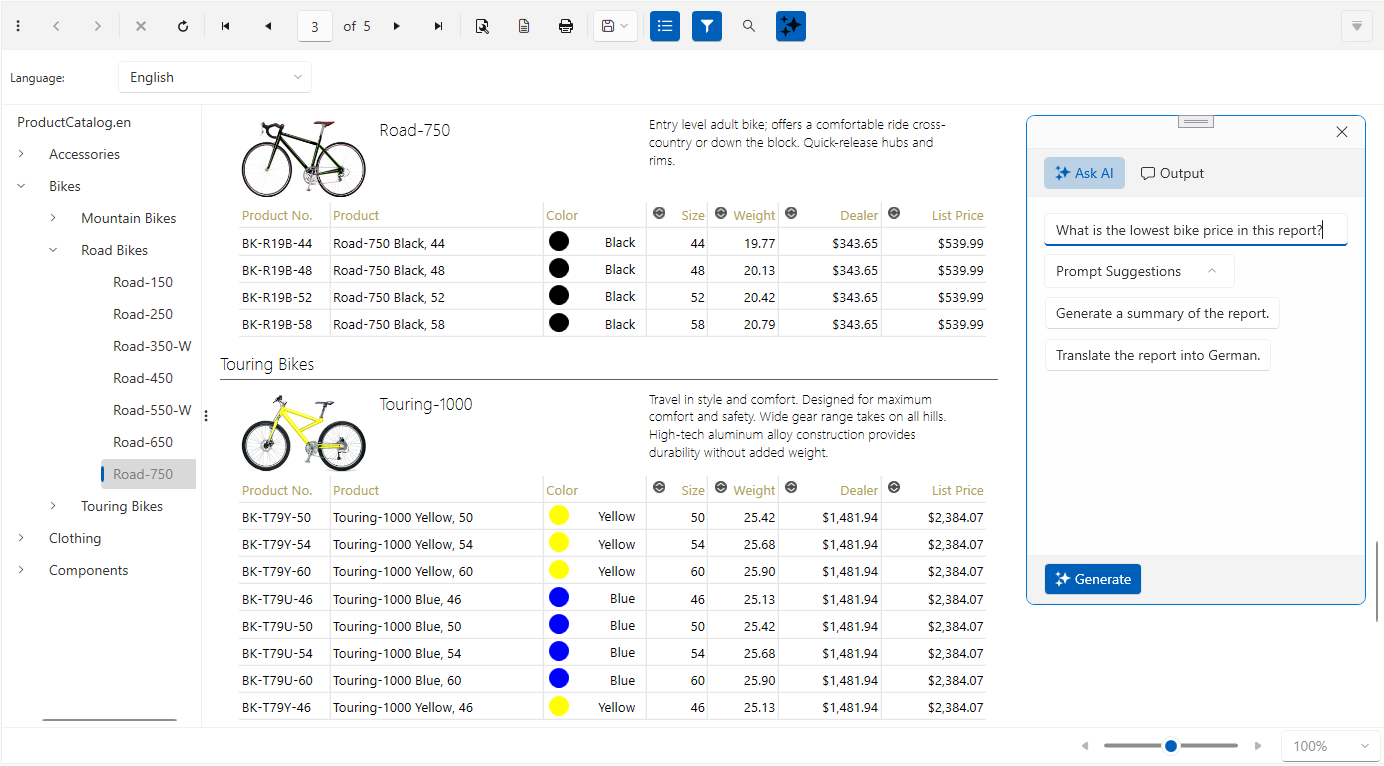 3 of 5
Language: English
ProductCatalog.en
Accessories
Bikes
Mountain Bikes
Road Bikes
Road-150
Road-250
Road-350-W
Road-450
Road-550-W
Road-650
Road-750
Touring Bikes
Clothing
Components
Road-750
Entry level adult bike; offers a comfortable ride cross-
country or down the block. Quick-release hubs and
rims.
Product No. Product Color Size Weight Dealer List Price
BK-R19B-44 Road-750 Black, 44 Black 44 19.77 $343.65 $539.99
BK-R19B-48 Road-750 Black, 48 Black 48 20.13 $343.65 $539.99
BK-R19B-52 Road-750 Black, 52 Black 52 20.42 $343.65 $539.99
BK-R19B-58 Road-750 Black, 58 Black 58 20.79 $343.65 $539.99
Touring Bikes
Touring-1000
Travel in style and comfort. Designed for maximum
comfort and safety. Wide gear range takes on all hills.
High-tech aluminum alloy construction provides
durability without added weight.
Product No. Product Color Size Weight Dealer List Price
BK-T79Y-50 Touring-1000 Yellow, 50 Yellow 50 25.42 $1,481.94 $2,384.07
BK-T79Y-54 Touring-1000 Yellow, 54 Yellow 54 25.68 $1,481.94 $2,384.07
BK-T79Y-60 Touring-1000 Yellow, 60 Yellow 60 25.90 $1,481.94 $2,384.07
BK-T79U-46 Touring-1000 Blue, 46 Blue 46 25.13 $1,481.94 $2,384.07
BK-T79U-50 Touring-1000 Blue, 50 Blue 50 25.42 $1,481.94 $2,384.07
BK-T79U-54 Touring-1000 Blue, 54 Blue 54 25.68 $1,481.94 $2,384.07
BK-T79U-60 Touring-1000 Blue, 60 Blue 60 25.90 $1,481.94 $2,384.07
BK-T79Y-46 Touring-1000 Yellow, 46 Yellow 46 25.13 $1,481.94 $2,384.07
Ask AI Output
What is the lowest bike price in this report?
Prompt Suggestions
Generate a summary of the report.
Translate the report into German.
Generate
100%